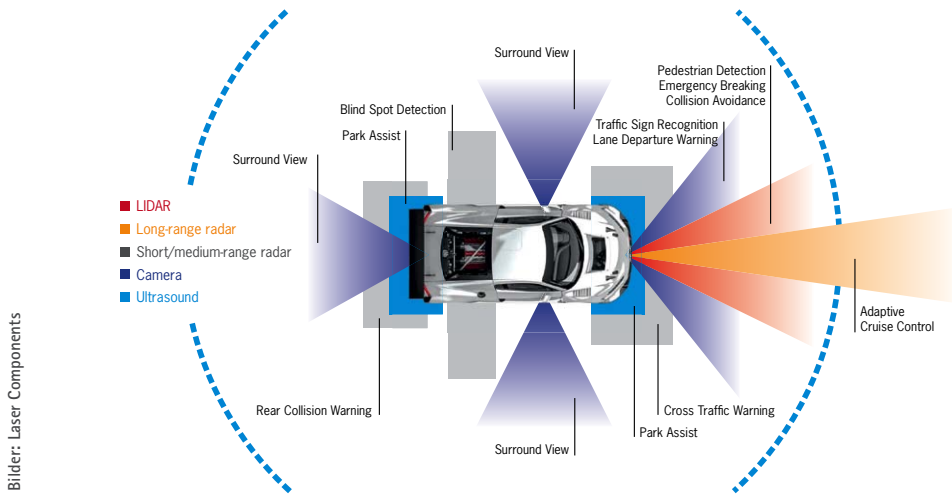 Surround View
Pedestrian Detection
Emergency Breaking
Collision Avoidance
Blind Spot Detection
Traffic Sign Recognition
Lane Departure Warning
Park Assist
Surround View
LIDAR
Long-range radar
Short/medium-range radar
Camera
Ultrasound
Adaptive
Cruise Control
Rear Collision Warning
Cross Traffic Warning
Park Assist
Surround View
Bilder: Laser Components